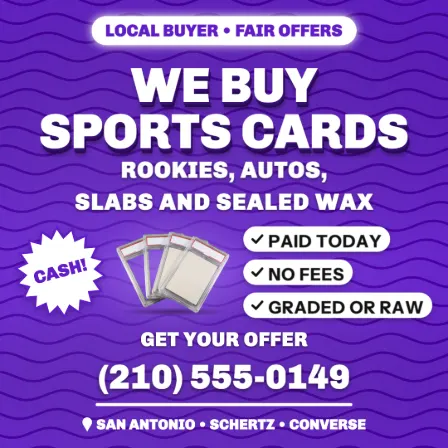 LOCAL BUYER • FAIR OFFERS
WE BUY
SPORTS CARDS
ROOKIES, AUTOS,
SLABS AND SEALED WAX
CASH!
PAID TODAY
NO FEES
GRADED OR RAW
GET YOUR OFFER
(210) 555-0149
SAN ANTONIO • SCHERTZ • CONVERSE